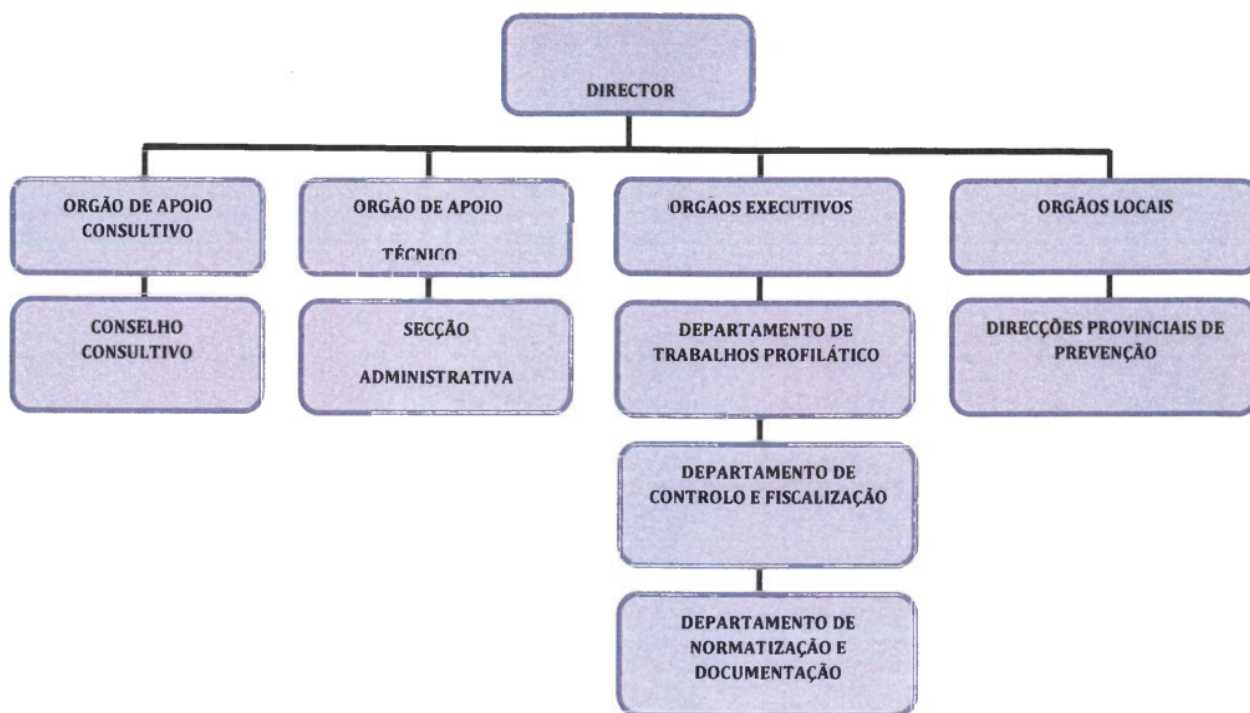 DIRECTOR
ORGÃO DE APOIO
CONSULTIVO
ORGÃO DE APOIO
TÉCNICO
ORGÃOS EXECUTIVOS
ORGÃOS LOCAIS
CONSELHO
CONSULTIVO
SECÇÃO
ADMINISTRATIVA
DEPARTAMENTO DE
TRABALHOS PROFILÁTICO
DIRECÇÕES PROVINCIAIS DE
PREVENÇÃO
DEPARTAMENTO DE
CONTROLO E FISCALIZAÇÃO
DEPARTAMENTO DE
NORMATIZAÇÃO E
DOCUMENTAÇÃO